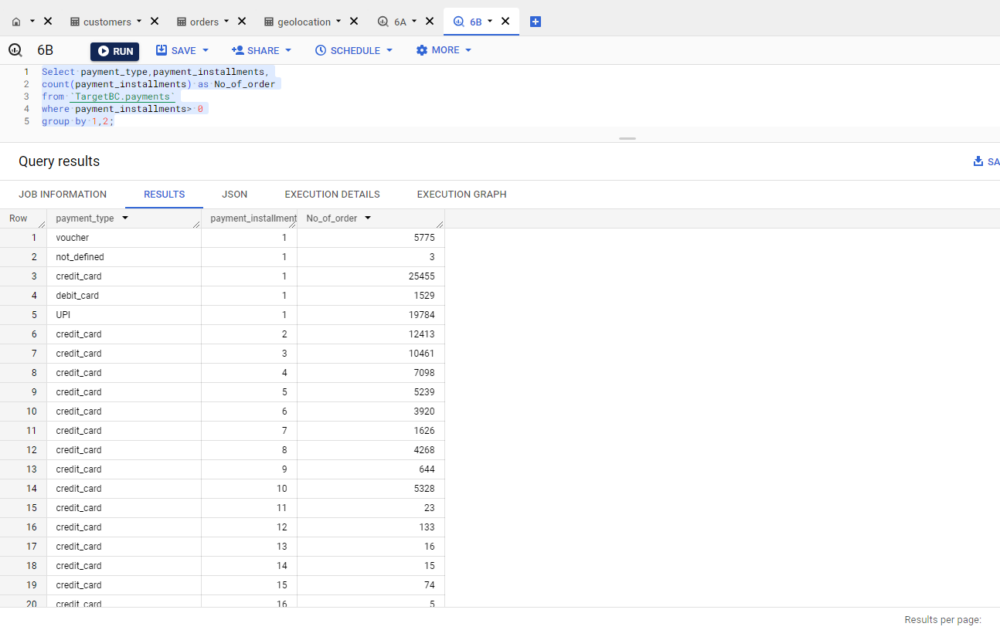 customers orders geolocation 6A 6B
6B RUN SAVE SHARE SCHEDULE MORE
1 Select payment_type,payment_installments,
2 count(payment_installments) as No_of_order
3 from `TargetBC.payments`
4 where payment_installments> 0
5 group by 1,2;
Query results SA
JOB INFORMATION RESULTS JSON EXECUTION DETAILS EXECUTION GRAPH
Row payment_type payment_installment No_of_order
1 voucher 1 5775
2 not_defined 1 3
3 credit_card 1 25455
4 debit_card 1 1529
5 UPI 1 19784
6 credit_card 2 12413
7 credit_card 3 10461
8 credit_card 4 7098
9 credit_card 5 5239
10 credit_card 6 3920
11 credit_card 7 1626
12 credit_card 8 4268
13 credit_card 9 644
14 credit_card 10 5328
15 credit_card 11 23
16 credit_card 12 133
17 credit_card 13 16
18 credit_card 14 15
19 credit_card 15 74
20 credit_card 16 5
Results per page: